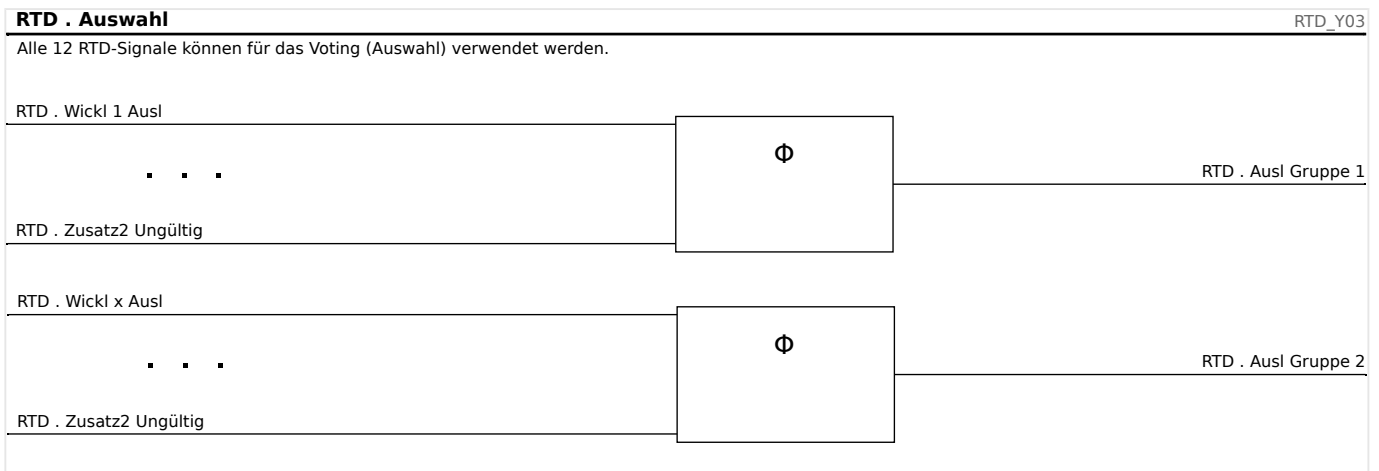 RTD . Auswahl
RTD_Y03
Alle 12 RTD-Signale können für das Voting (Auswahl) verwendet werden.
RTD . Wickl 1 Ausl
Φ
. . .
RTD . Ausl Gruppe 1
RTD . Zusatz2 Ungültig
RTD . Wickl x Ausl
Φ
. . .
RTD . Ausl Gruppe 2
RTD . Zusatz2 Ungültig